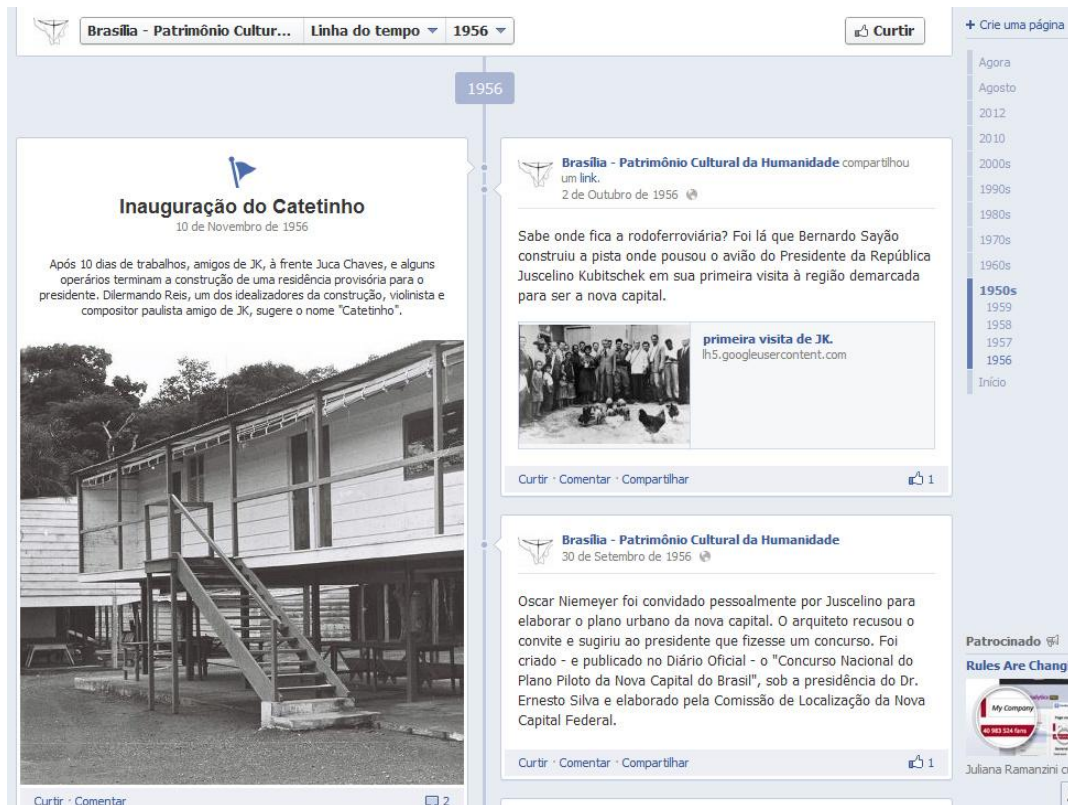 Brasília - Patrimônio Cultur...
Linha do tempo
1956
Curtir
1956
Inauguração do Catetinho
10 de Novembro de 1956
Após 10 dias de trabalhos, amigos de JK, à frente Juca Chaves, e alguns
operários terminam a construção de uma residência provisória para o
presidente. Dilermando Reis, um dos idealizadores da construção, violinista e
compositor paulista amigo de JK, sugere o nome "Catetinho".
Curtir · Comentar
2
Brasília - Patrimônio Cultural da Humanidade compartilhou
um link.
2 de Outubro de 1956
Sabe onde fica a rodoferroviária? Foi lá que Bernardo Sayão
construiu a pista onde pousou o avião do Presidente da República
Juscelino Kubitschek em sua primeira visita à região demarcada
para ser a nova capital.
primeira visita de JK.
lh5.googleusercontent.com
Curtir · Comentar · Compartilhar
1
Brasília - Patrimônio Cultural da Humanidade
30 de Setembro de 1956
Oscar Niemeyer foi convidado pessoalmente por Juscelino para
elaborar o plano urbano da nova capital. O arquiteto recusou o
convite e sugiriu ao presidente que fizesse um concurso. Foi
criado - e publicado no Diário Oficial - o "Concurso Nacional do
Plano Piloto da Nova Capital do Brasil", sob a presidência do Dr.
Ernesto Silva e elaborado pela Comissão de Localização da Nova
Capital Federal.
Curtir · Comentar · Compartilhar
1
+ Crie uma página
Agora
Agosto
2012
2010
2000s
1990s
1980s
1970s
1960s
1950s
1959
1958
1957
1956
Início
Patrocinado
Rules Are Chang
My Company
40 983 524 fans
Juliana Ramanzini c